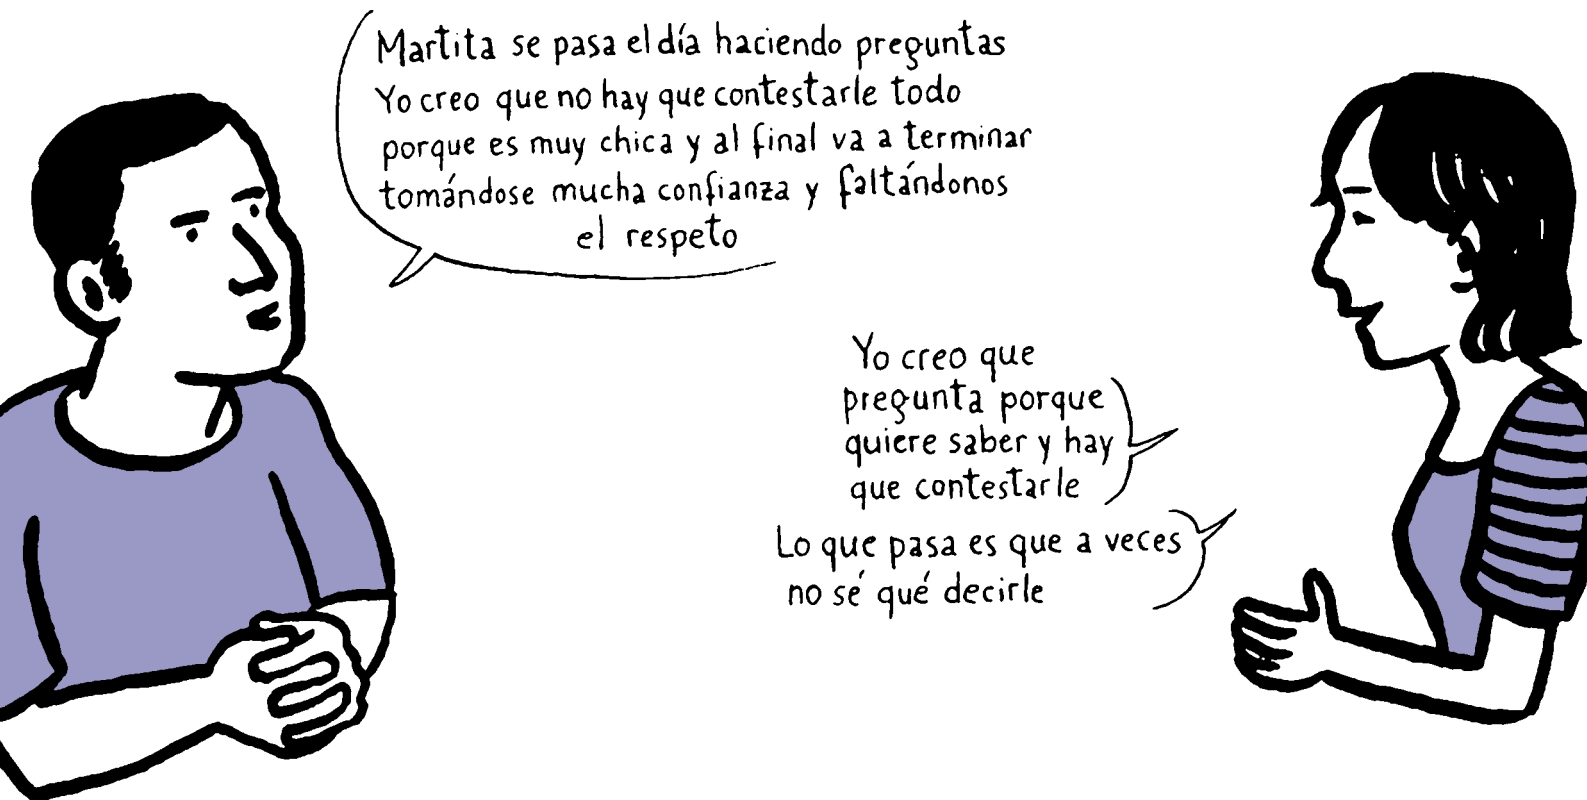 Martita se pasa el día haciendo preguntas
Yo creo que no hay que contestarle todo
porque es muy chica y al final va a terminar
tomándose mucha confianza y faltándonos
el respeto
Yo creo que
pregunta porque
quiere saber y hay
que contestarle
Lo que pasa es que a veces
no sé qué decirle